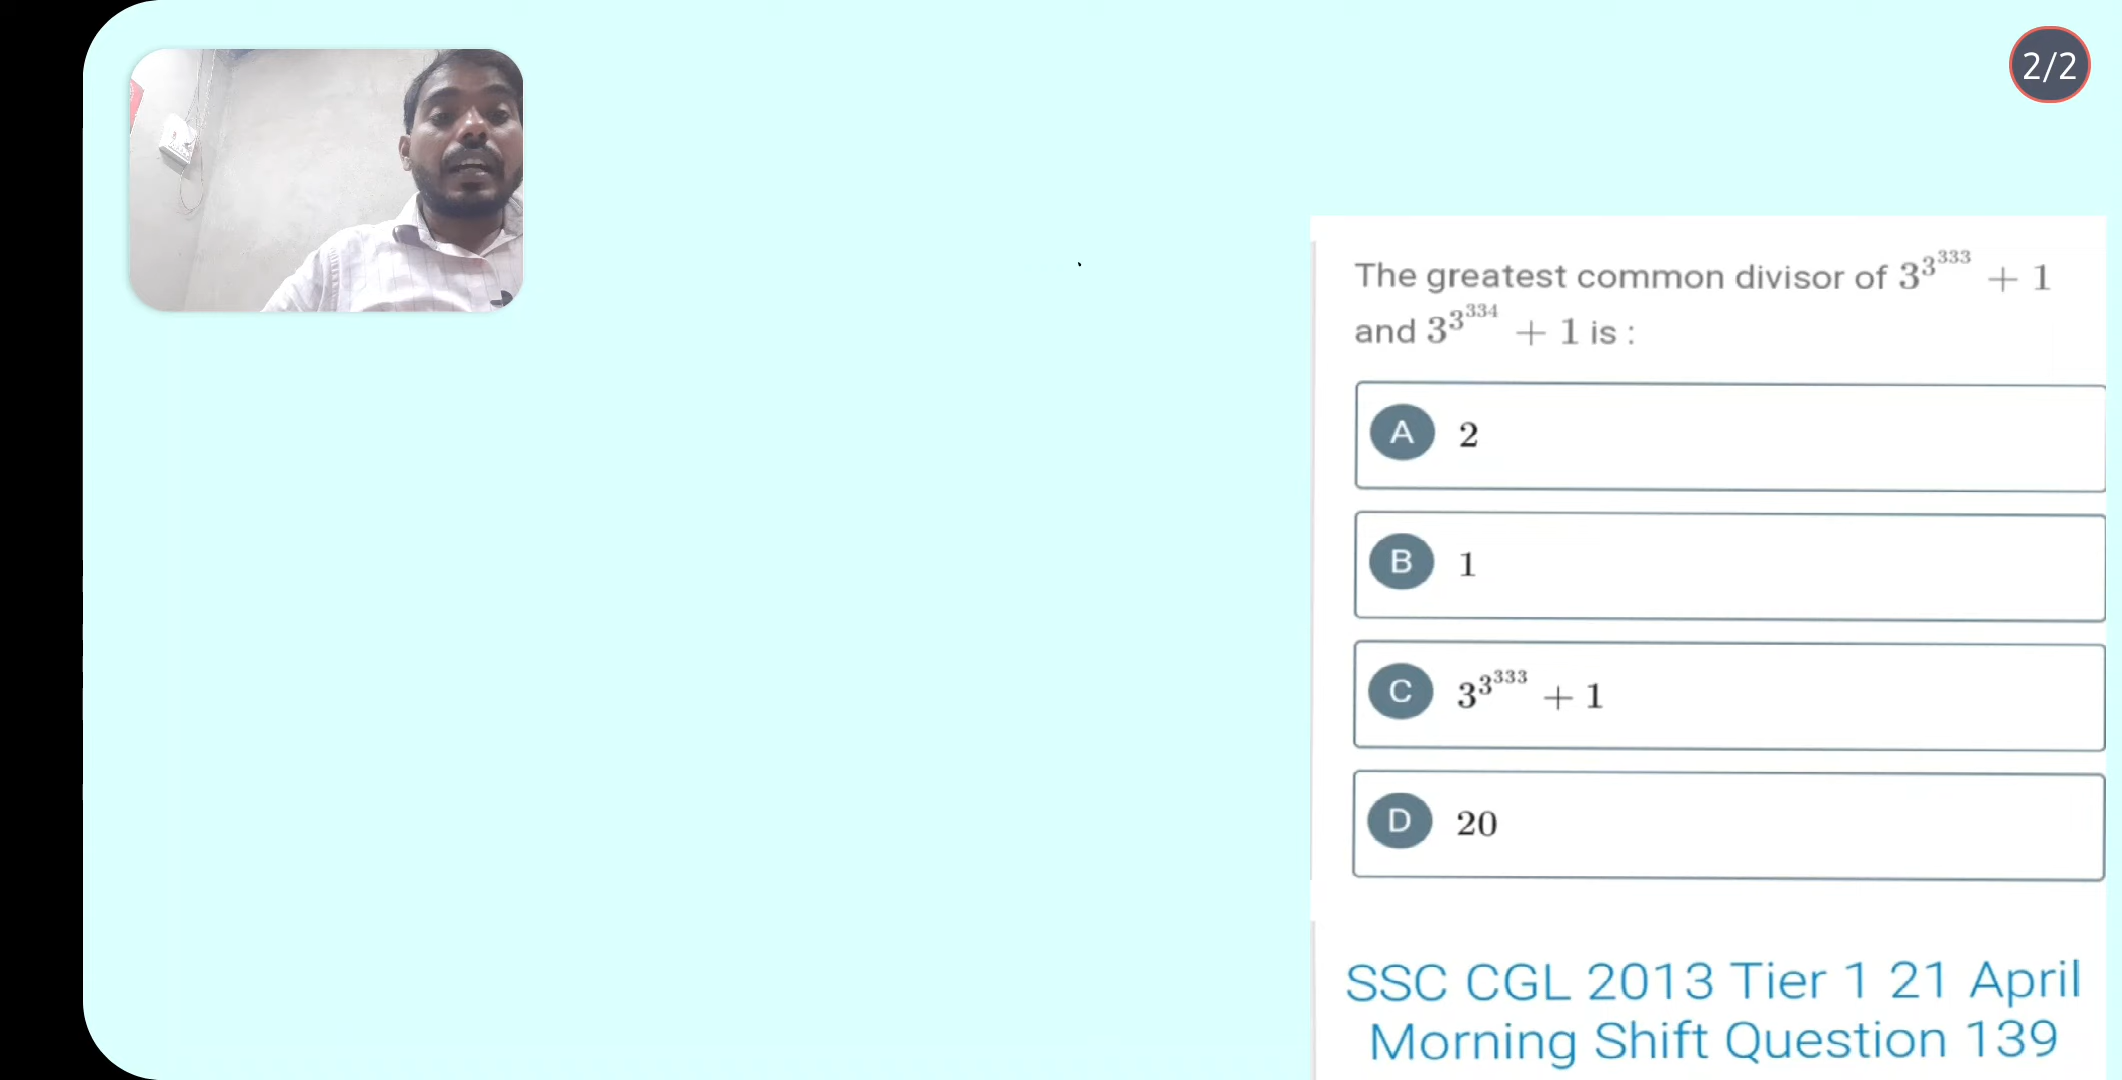 2/2
The greatest common divisor of 3^{3^{333}} + 1
and 3^{3^{334}} + 1 is :
A 2
B 1
C 3^{3^{333}} + 1
D 20
SSC CGL 2013 Tier 1 21 April
Morning Shift Question 139